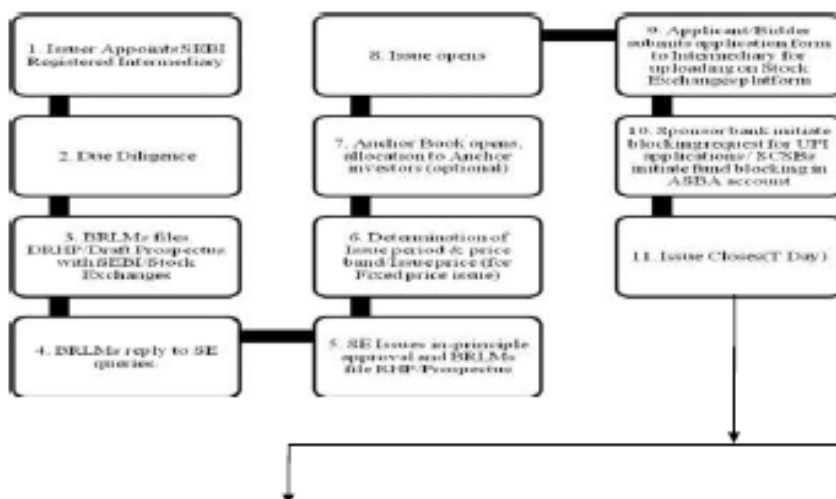 1. Issuer Appoints SEBI
Registered Intermediary
2. Due Diligence
3. BRLMs files
DRHP/Draft Prospectus
with SEBI/Stock
Exchanges
4. BRLMs reply to SE
queries.
5. SE Issues in-principle
approval and BRLMs
file RHP/Prospectus
6. Determination of
Issue period & price
band/Issue price (for
Fixed price issue)
7. Anchor Book opens,
allocation to Anchor
investors (optional)
8. Issue opens
9. Applicant/Bidder
submits application form
to Intermediary for
uploading on Stock
Exchanges platform
10. Sponsor bank initiate
blocking request for UPI
applications/ SCSBs
initiate fund blocking in
ASBA account
11. Issue Closes(T Day)